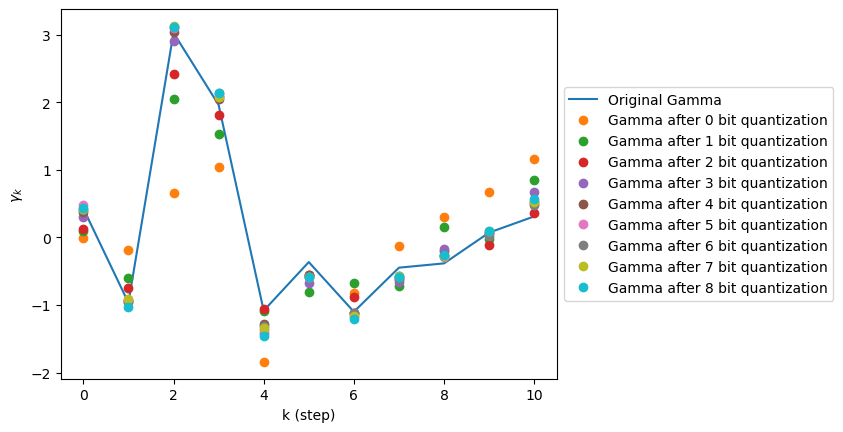 3
2
1
0
−1
−2
γk
0
2
4
6
8
10
k (step)
Original Gamma
Gamma after 0 bit quantization
Gamma after 1 bit quantization
Gamma after 2 bit quantization
Gamma after 3 bit quantization
Gamma after 4 bit quantization
Gamma after 5 bit quantization
Gamma after 6 bit quantization
Gamma after 7 bit quantization
Gamma after 8 bit quantization